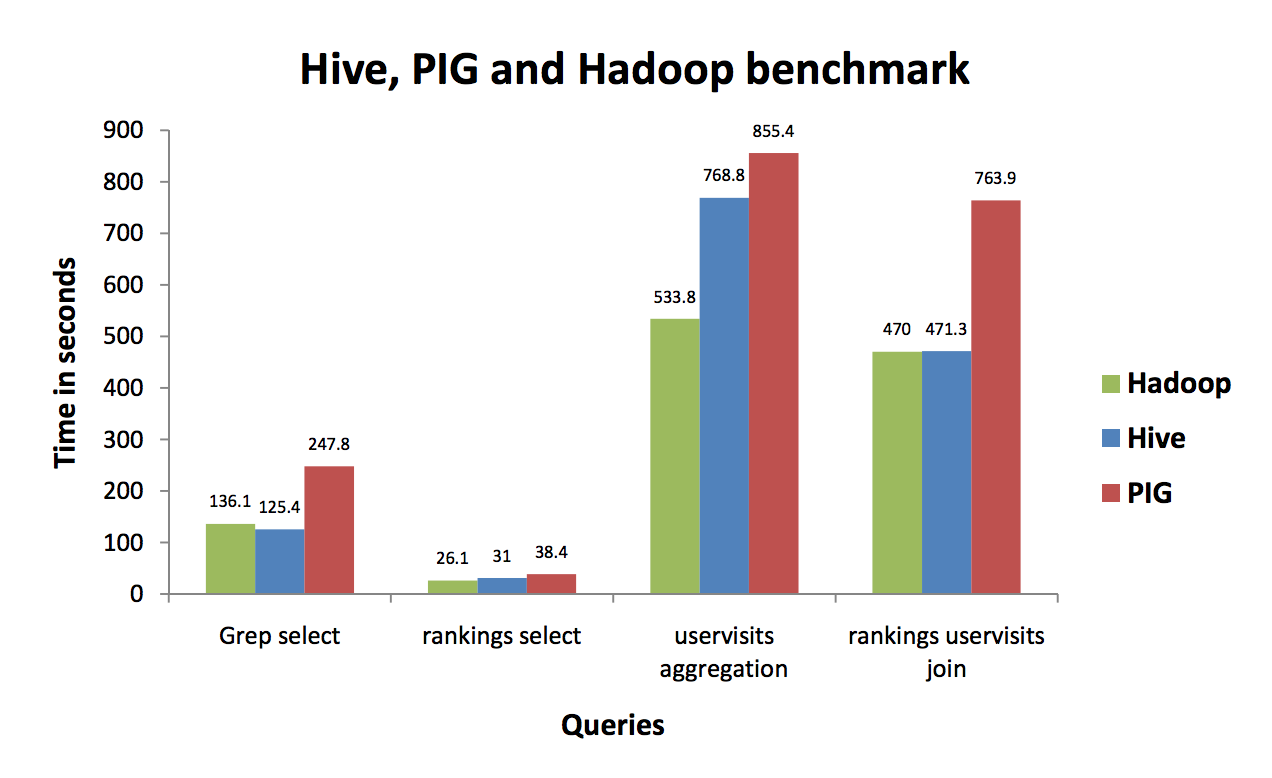 Hive, PIG and Hadoop benchmark
Time in seconds
900
800
700
600
500
400
300
200
100
0
136.1
125.4
247.8
26.1
31
38.4
533.8
768.8
855.4
470
471.3
763.9
Grep select
rankings select
uservisits
aggregation
rankings uservisits
join
Queries
Hadoop
Hive
PIG